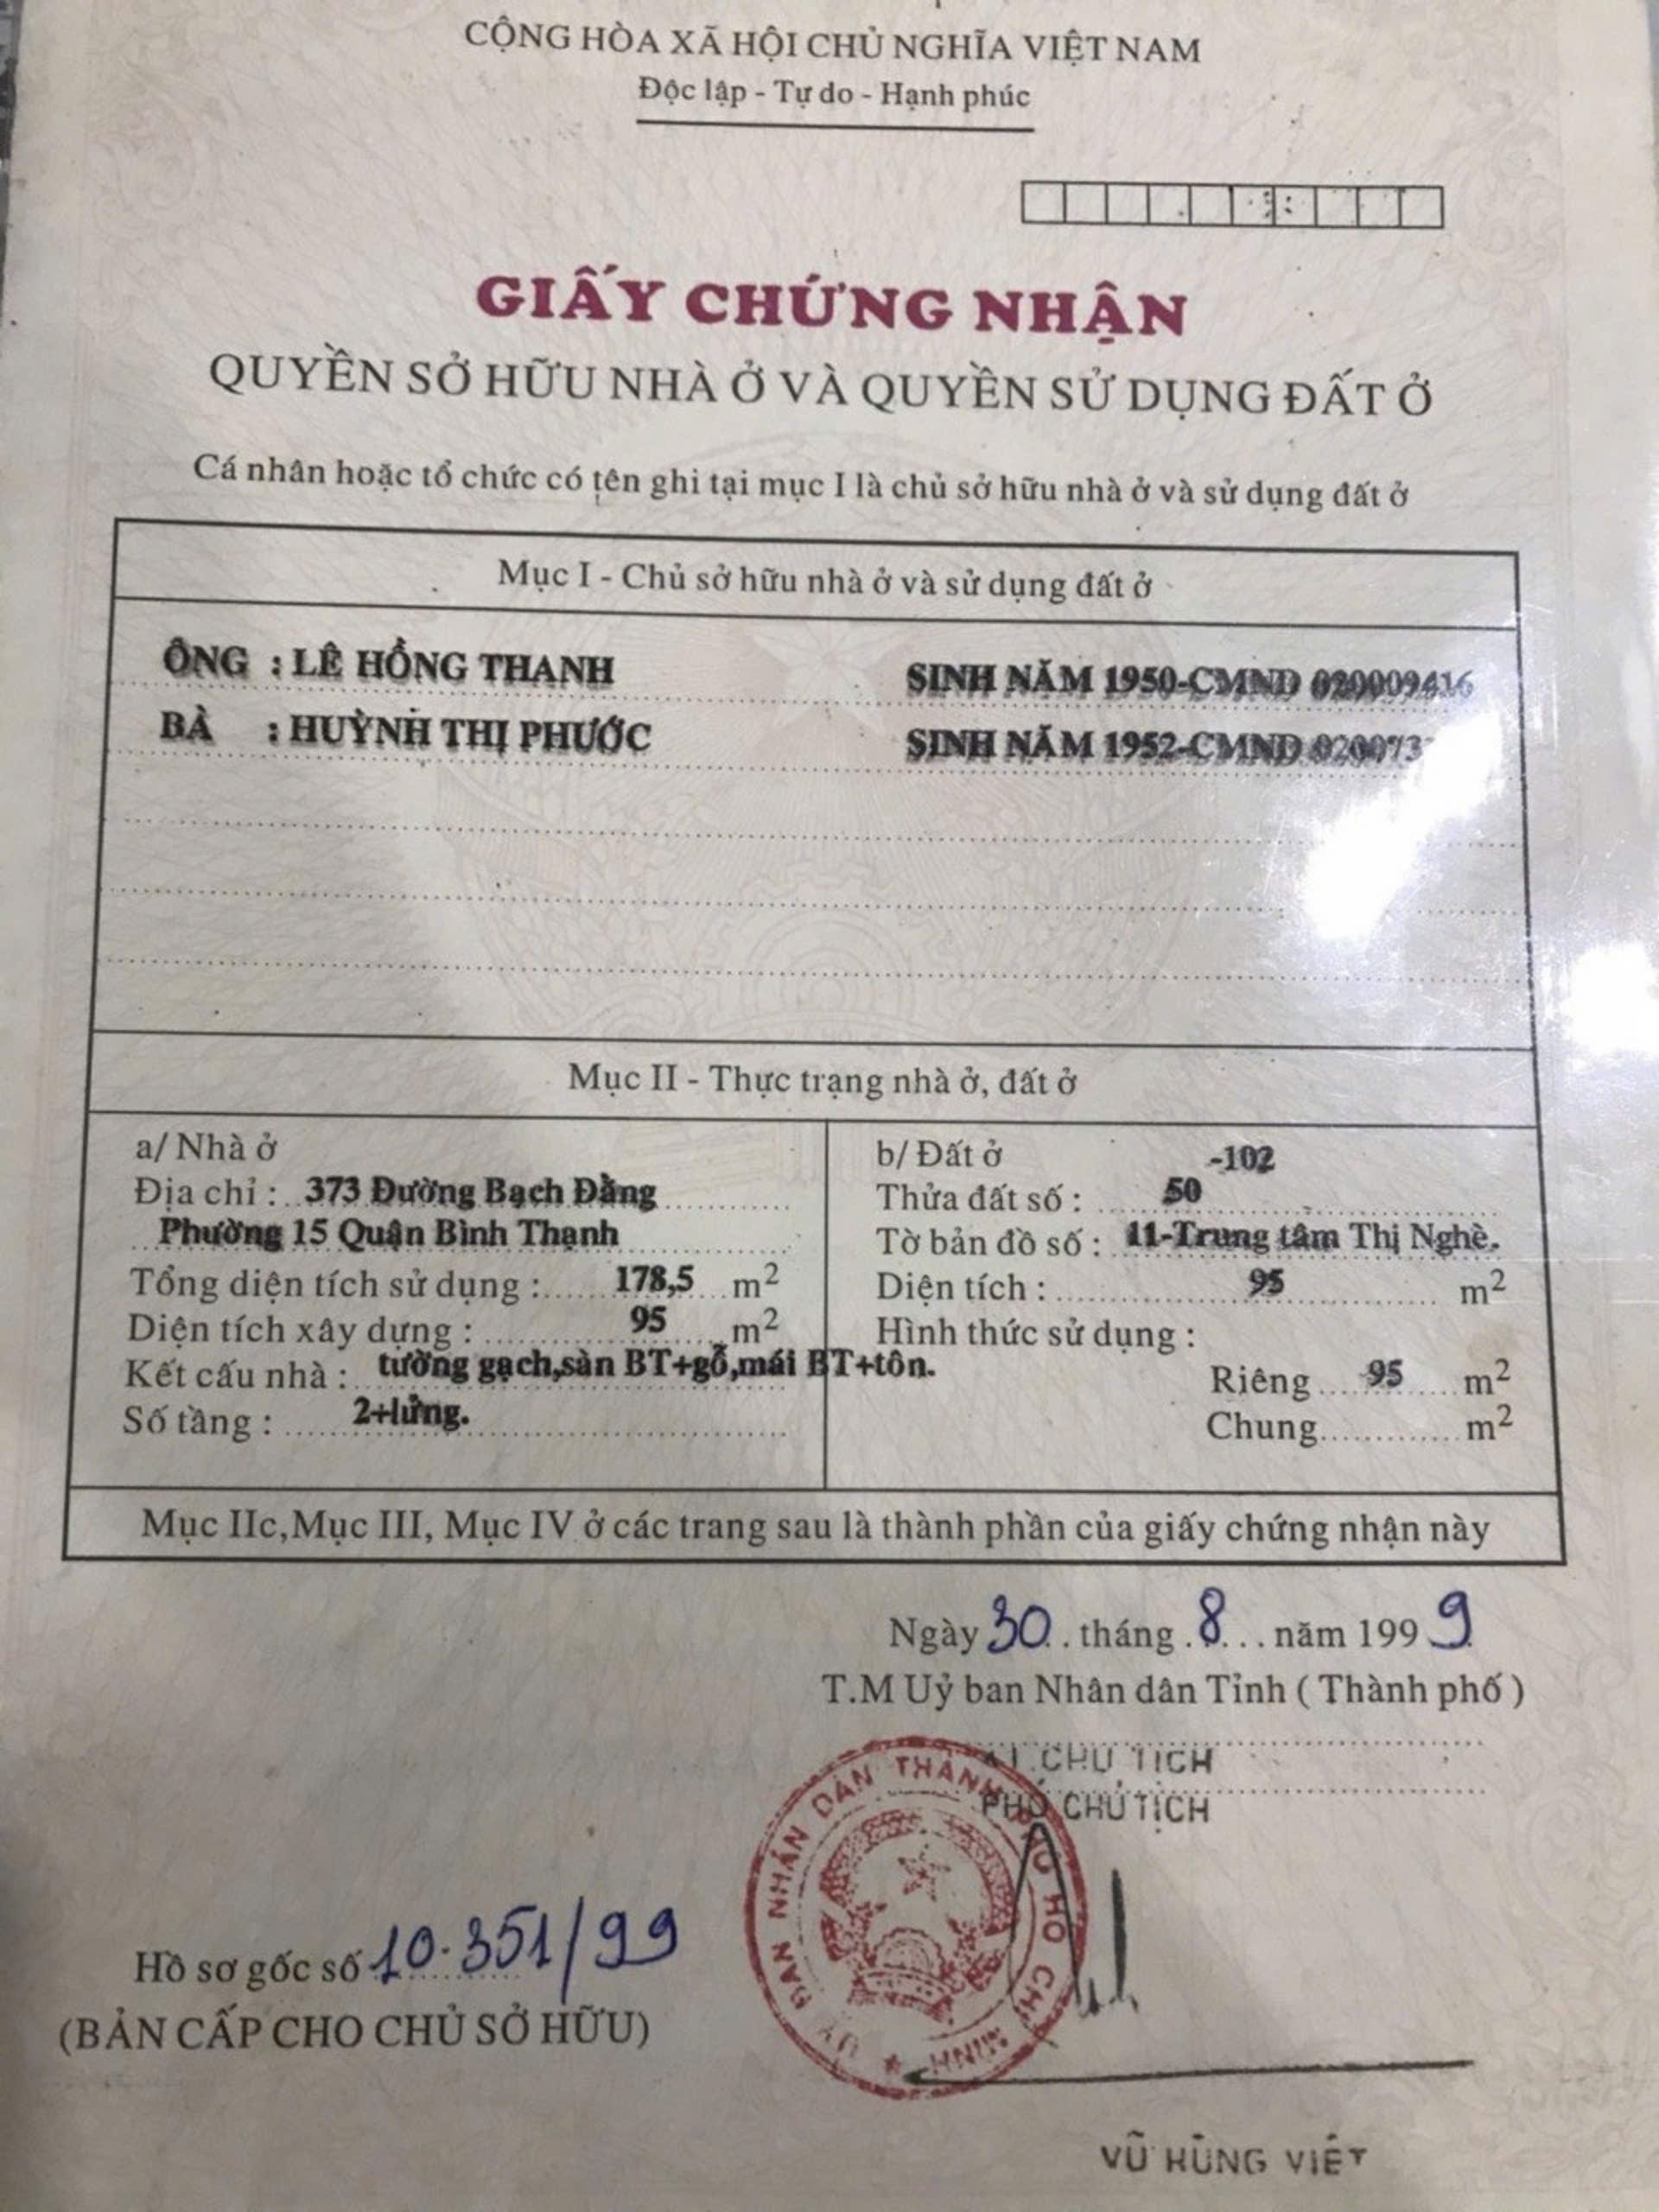 CỘNG HÒA XÃ HỘI CHỦ NGHĨA VIỆT NAM
Độc lập - Tự do - Hạnh phúc
GIẤY CHỨNG NHẬN
QUYỀN SỞ HỮU NHÀ Ở VÀ QUYỀN SỬ DỤNG ĐẤT Ở
Cá nhân hoặc tổ chức có tên ghi tại mục I là chủ sở hữu nhà ở và sử dụng đất ở
Mục I - Chủ sở hữu nhà ở và sử dụng đất ở
ÔNG : LÊ HỒNG THANH SINH NĂM 1950-CMND 020009416
BÀ : HUỲNH THỊ PHƯỚC SINH NĂM 1952-CMND
Mục II - Thực trạng nhà ở, đất ở
a/ Nhà ở
Địa chỉ : 373 Đường Bạch Đằng
Phường 15 Quận Bình Thạnh
Tổng diện tích sử dụng : 178,5 m2
Diện tích xây dựng : 95 m2
Kết cấu nhà : tường gạch,sàn BT+gỗ,mái BT+tôn.
Số tầng : 2+lửng.
b/ Đất ở -102
Thửa đất số : 50
Tờ bản đồ số : 11-Trung tâm Thị Nghè.
Diện tích : 95 m2
Hình thức sử dụng :
Riêng 95 m2
Chung m2
Mục IIc,Mục III, Mục IV ở các trang sau là thành phần của giấy chứng nhận này
Ngày 30 tháng 8 năm 1999
T.M Uỷ ban Nhân dân Tỉnh ( Thành phố )
CHỦ TỊCH
PHÓ CHỦ TỊCH
ỦY BAN NHÂN DÂN THÀNH PHỐ HỒ CHÍ MINH
Hồ sơ gốc số 10.351/99
(BẢN CẤP CHO CHỦ SỞ HỮU)
VŨ HÙNG VIỆT